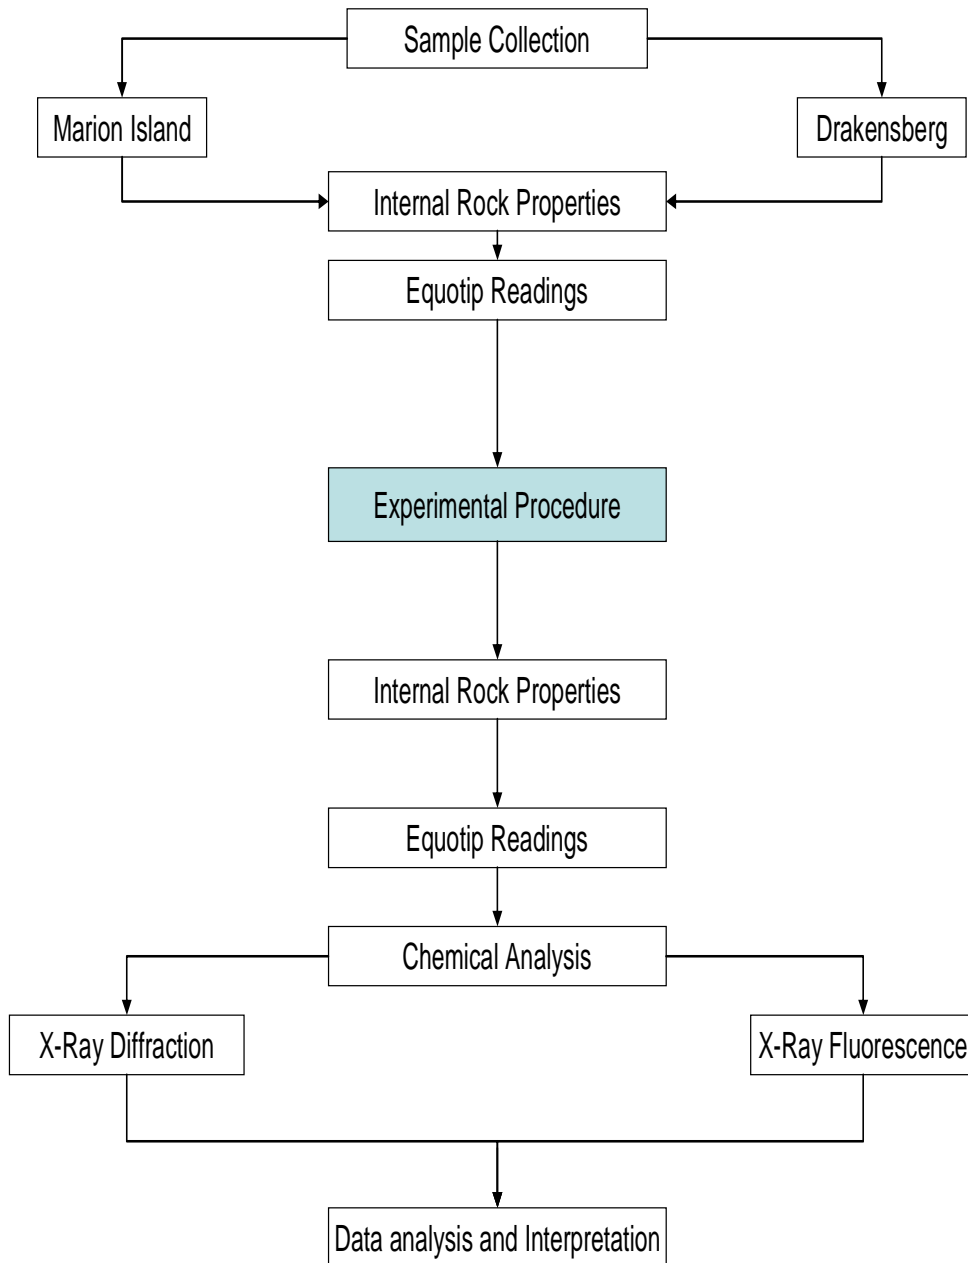 Sample Collection
Marion Island
Drakensberg
Internal Rock Properties
Equotip Readings
Experimental Procedure
Internal Rock Properties
Equotip Readings
Chemical Analysis
X-Ray Diffraction
X-Ray Fluorescence
Data analysis and Interpretation